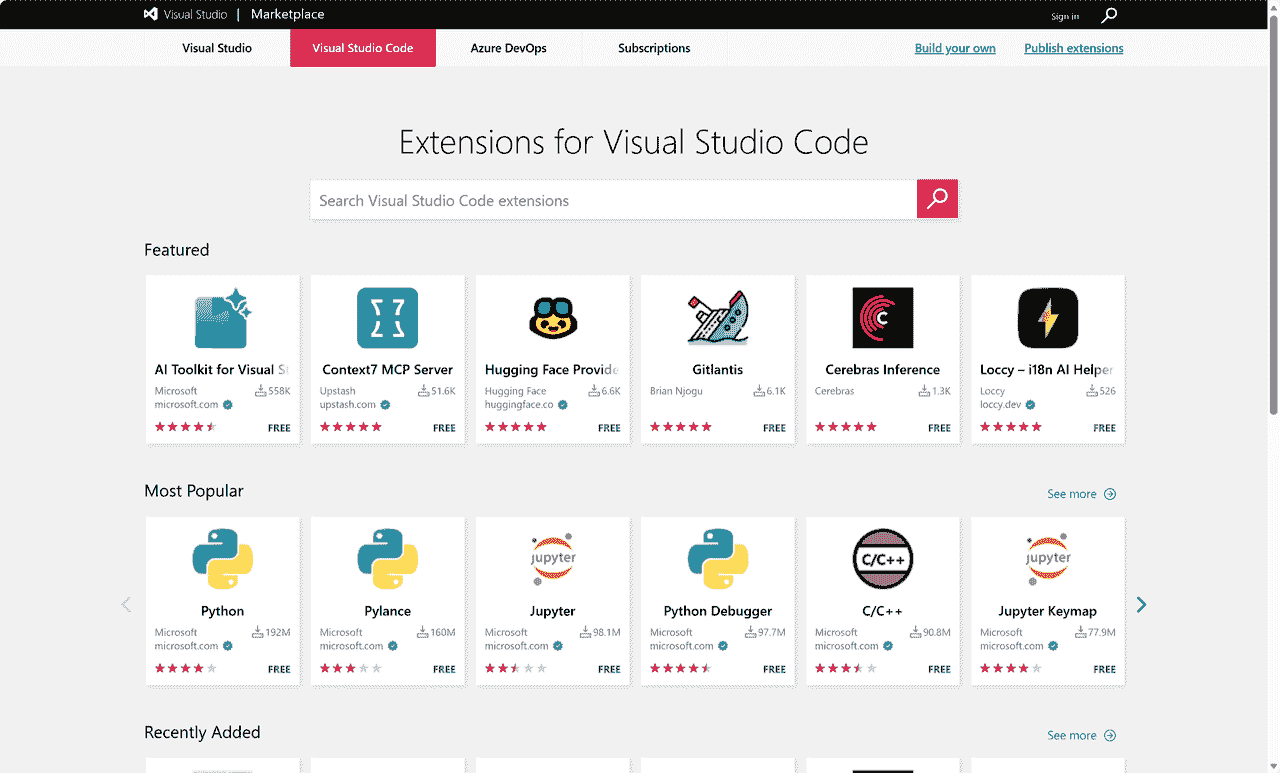 Visual Studio | Marketplace
Sign in
Visual Studio
Visual Studio Code
Azure DevOps
Subscriptions
Build your own
Publish extensions
Extensions for Visual Studio Code
Search Visual Studio Code extensions
Featured
AI Toolkit for Visual
Microsoft 558K
microsoft.com
FREE
Context7 MCP Server
Upstash 51.6K
upstash.com
FREE
Hugging Face Provide
Hugging Face 6.6K
huggingface.co
FREE
Gitlantis
Brian Njogu 6.1K
FREE
C
Cerebras Inference
Cerebras 1.3K
FREE
Loccy – i18n AI Helper
Loccy 526
loccy.dev
FREE
Most Popular
See more
Python
Microsoft 192M
microsoft.com
FREE
Pylance
Microsoft 160M
microsoft.com
FREE
jupyter
Jupyter
Microsoft 98.1M
microsoft.com
FREE
Python Debugger
Microsoft 97.7M
microsoft.com
FREE
C/C++
C/C++
Microsoft 90.8M
microsoft.com
FREE
jupyter
Jupyter Keymap
Microsoft 77.9M
microsoft.com
FREE
Recently Added
See more